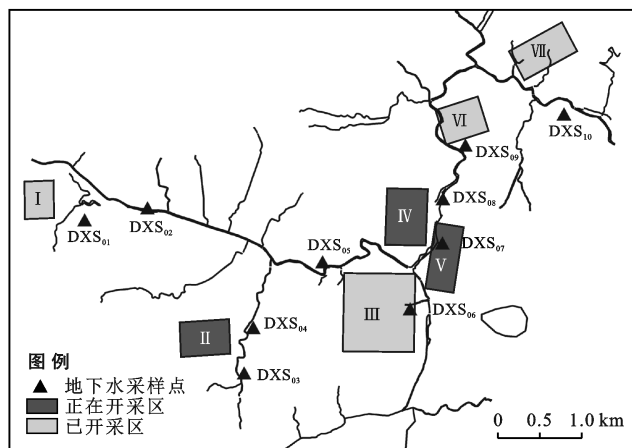 Ⅶ
Ⅵ
DXS₁₀
DXS₀₉
Ⅰ
DXS₀₁
DXS₀₂
Ⅳ
DXS₀₈
DXS₀₅
Ⅴ
DXS₀₇
Ⅲ
DXS₀₆
Ⅱ
DXS₀₄
DXS₀₃
图例
地下水采样点
正在开采区
已开采区
0 0.5 1.0 km